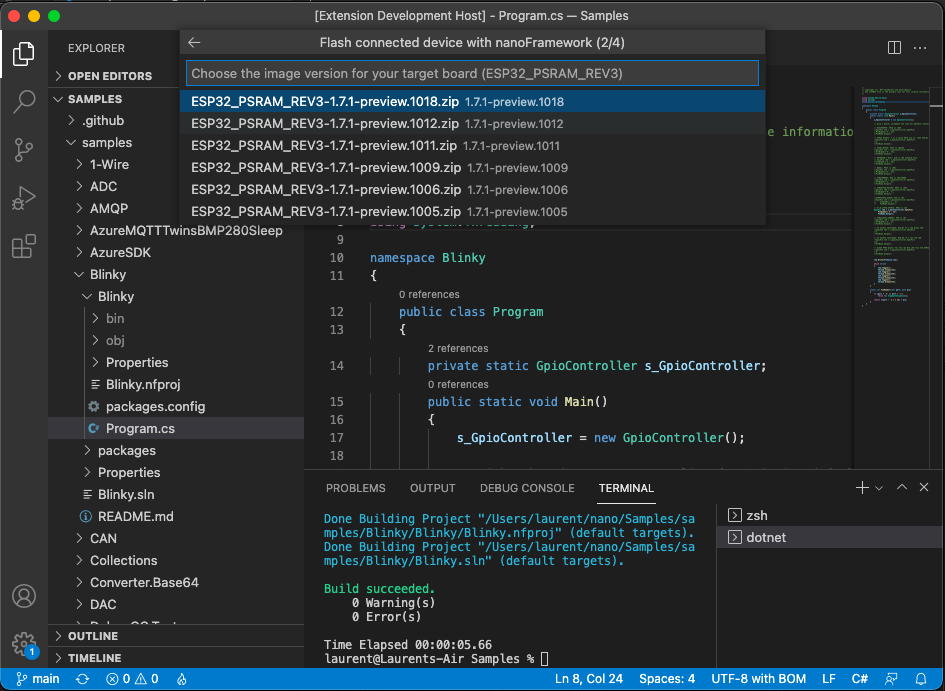 [Extension Development Host] - Program.cs — Samples
EXPLORER
OPEN EDITORS
SAMPLES
.github
samples
1-Wire
ADC
AMQP
AzureMQTTTwinsBMP280Sleep
AzureSDK
Blinky
Blinky
bin
obj
Properties
Blinky.nfproj
packages.config
Program.cs
packages
Properties
Blinky.sln
README.md
CAN
Collections
Converter.Base64
DAC
OUTLINE
TIMELINE
Flash connected device with nanoFramework (2/4)
Choose the image version for your target board (ESP32_PSRAM_REV3)
ESP32_PSRAM_REV3-1.7.1-preview.1018.zip 1.7.1-preview.1018
ESP32_PSRAM_REV3-1.7.1-preview.1012.zip 1.7.1-preview.1012
ESP32_PSRAM_REV3-1.7.1-preview.1011.zip 1.7.1-preview.1011
ESP32_PSRAM_REV3-1.7.1-preview.1009.zip 1.7.1-preview.1009
ESP32_PSRAM_REV3-1.7.1-preview.1006.zip 1.7.1-preview.1006
ESP32_PSRAM_REV3-1.7.1-preview.1005.zip 1.7.1-preview.1005
e information
9
10 namespace Blinky
11 {
0 references
12 public class Program
13 {
2 references
14 private static GpioController s_GpioController;
0 references
15 public static void Main()
16 {
17 s_GpioController = new GpioController();
18
PROBLEMS OUTPUT DEBUG CONSOLE TERMINAL
Done Building Project "/Users/laurent/nano/Samples/sa
mples/Blinky/Blinky/Blinky.nfproj" (default targets).
Done Building Project "/Users/laurent/nano/Samples/sa
mples/Blinky/Blinky.sln" (default targets).
Build succeeded.
0 Warning(s)
0 Error(s)
Time Elapsed 00:00:05.66
laurent@Laurents-Air Samples %
zsh
dotnet
1
main 0 0 Ln 8, Col 24 Spaces: 4 UTF-8 with BOM LF C#